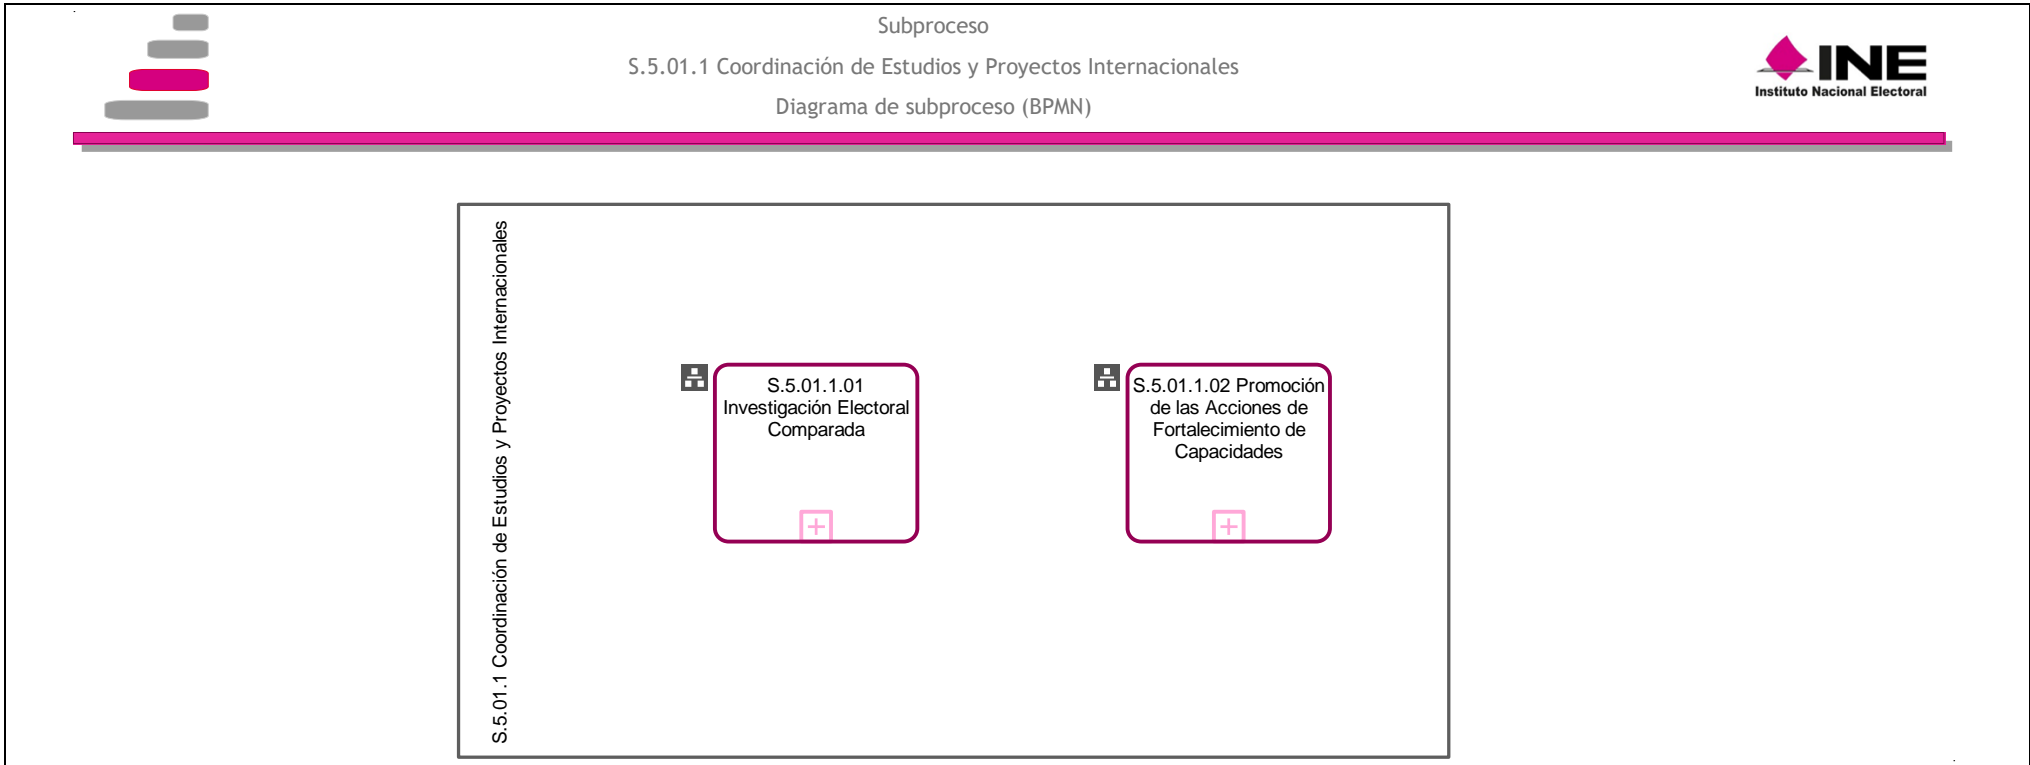 Subproceso
S.5.01.1 Coordinación de Estudios y Proyectos Internacionales
Diagrama de subproceso (BPMN)
INE
Instituto Nacional Electoral
S.5.01.1 Coordinación de Estudios y Proyectos Internacionales
S.5.01.1.01
Investigación Electoral
Comparada
S.5.01.1.02 Promoción
de las Acciones de
Fortalecimiento de
Capacidades